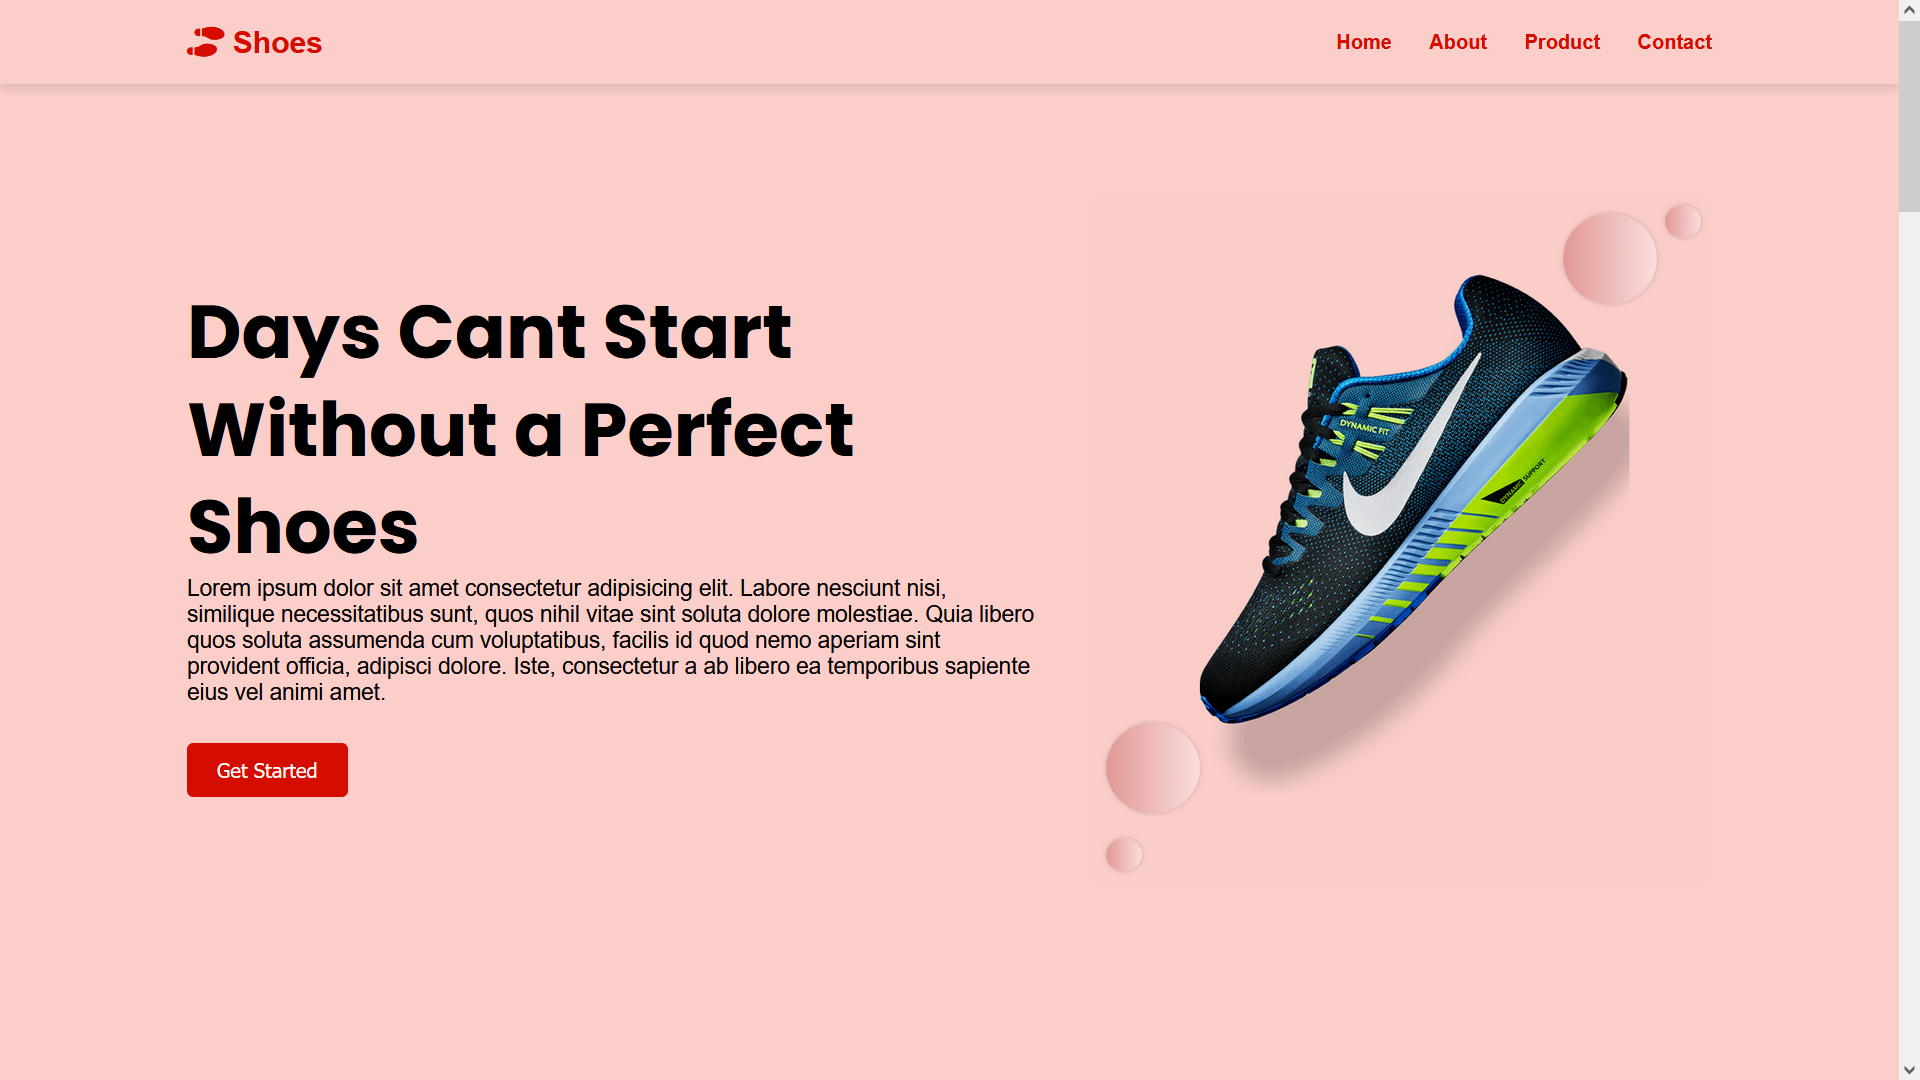 Shoes
Home About Product Contact
Days Cant Start
Without a Perfect
Shoes
Lorem ipsum dolor sit amet consectetur adipisicing elit. Labore nesciunt nisi,
similique necessitatibus sunt, quos nihil vitae sint soluta dolore molestiae. Quia libero
quos soluta assumenda cum voluptatibus, facilis id quod nemo aperiam sint
provident officia, adipisci dolore. Iste, consectetur a ab libero ea temporibus sapiente
eius vel animi amet.
Get Started
DYNAMIC FIT
DYNAMIC SUPPORT